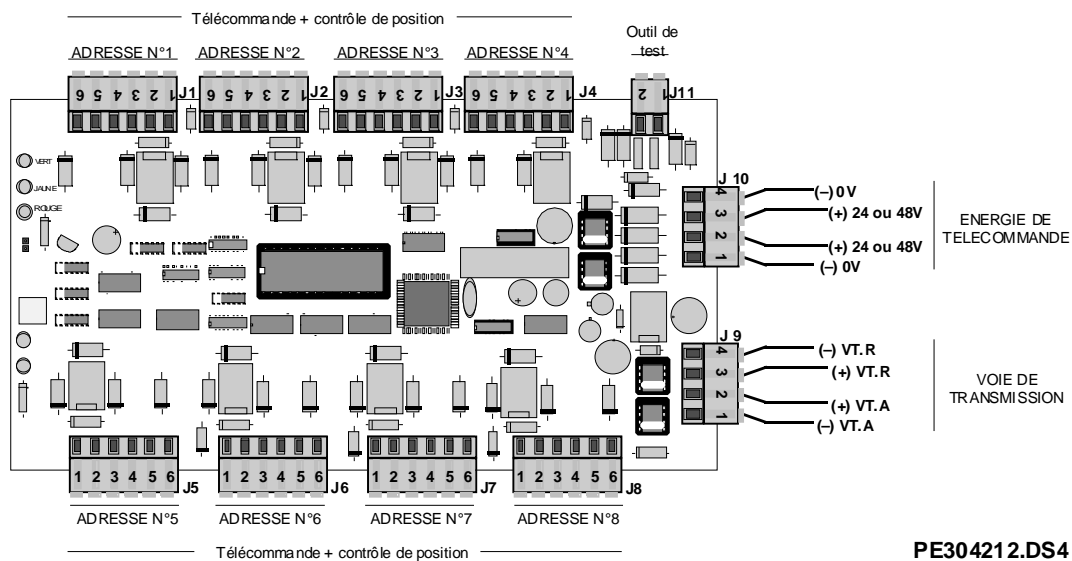 Télécommande + contrôle de position
ADRESSE N°1 ADRESSE N°2 ADRESSE N°3 ADRESSE N°4
Outil de
test
6 5 4 3 2 1 J1 6 5 4 3 2 1 J2 6 5 4 3 2 1 J3 6 5 4 3 2 1 J4 2 1 J11
VERT
JAUNE
ROUGE
J 10
4 (–) 0V
3 (+) 24 ou 48V
2 (+) 24 ou 48V
1 (–) 0V
ENERGIE DE
TELECOMMANDE
J 9
4 (–) VT.R
3 (+) VT.R
2 (+) VT.A
1 (–) VT.A
VOIE DE
TRANSMISSION
1 2 3 4 5 6 J5 1 2 3 4 5 6 J6 1 2 3 4 5 6 J7 1 2 3 4 5 6 J8
ADRESSE N°5 ADRESSE N°6 ADRESSE N°7 ADRESSE N°8
Télécommande + contrôle de position
PE304212.DS4